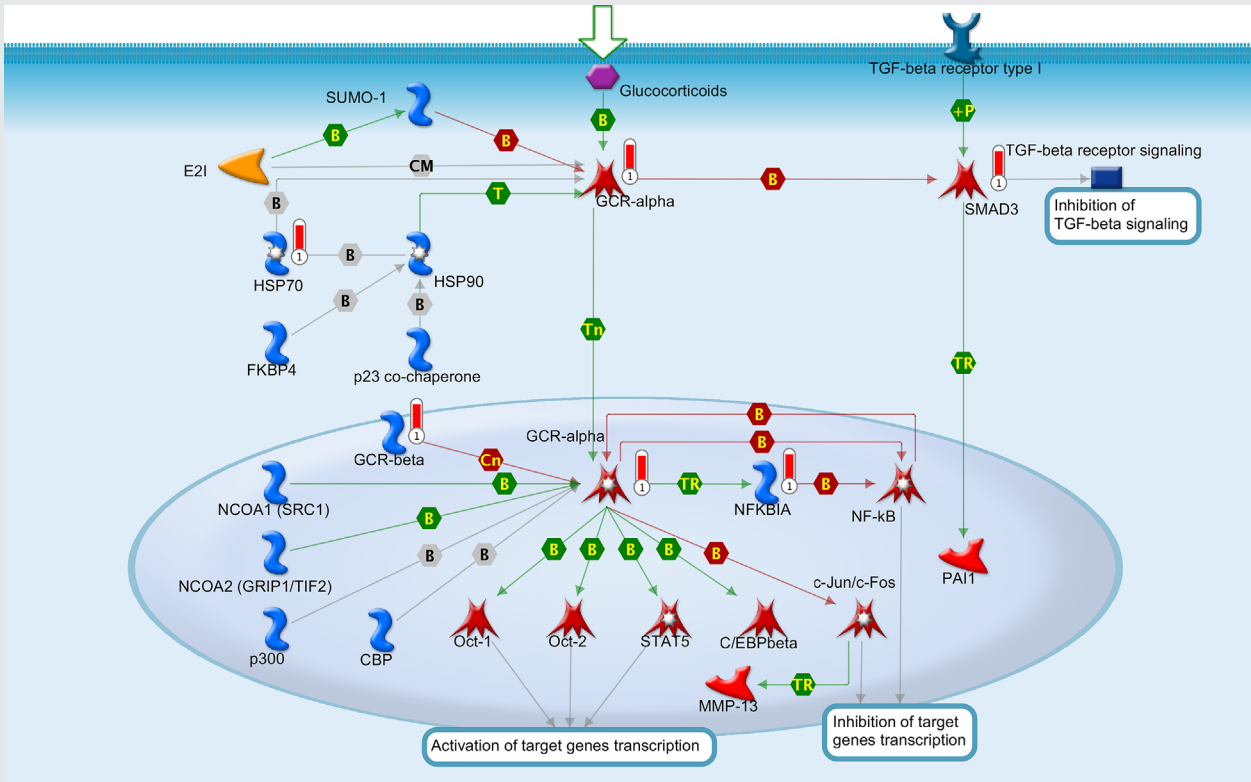 TGF-beta receptor type I
Glucocorticoids
SUMO-1
B
B
+P
B
B
E2I
CM
TGF-beta receptor signaling
1
1
B
T
B
GCR-alpha
SMAD3
Inhibition of
TGF-beta signaling
1
B
HSP70
HSP90
B
B
Tn
FKBP4
p23 co-chaperone
TR
B
1
GCR-alpha
B
GCR-beta
Cn
NCOA1 (SRC1)
B
1
TR
NFKBIA
1
B
NF-kB
B
NCOA2 (GRIP1/TIF2)
B
B
B
B
B
B
B
PAI1
c-Jun/c-Fos
p300
CBP
Oct-1
Oct-2
STAT5
C/EBPbeta
MMP-13
TR
Activation of target genes transcription
Inhibition of target
genes transcription